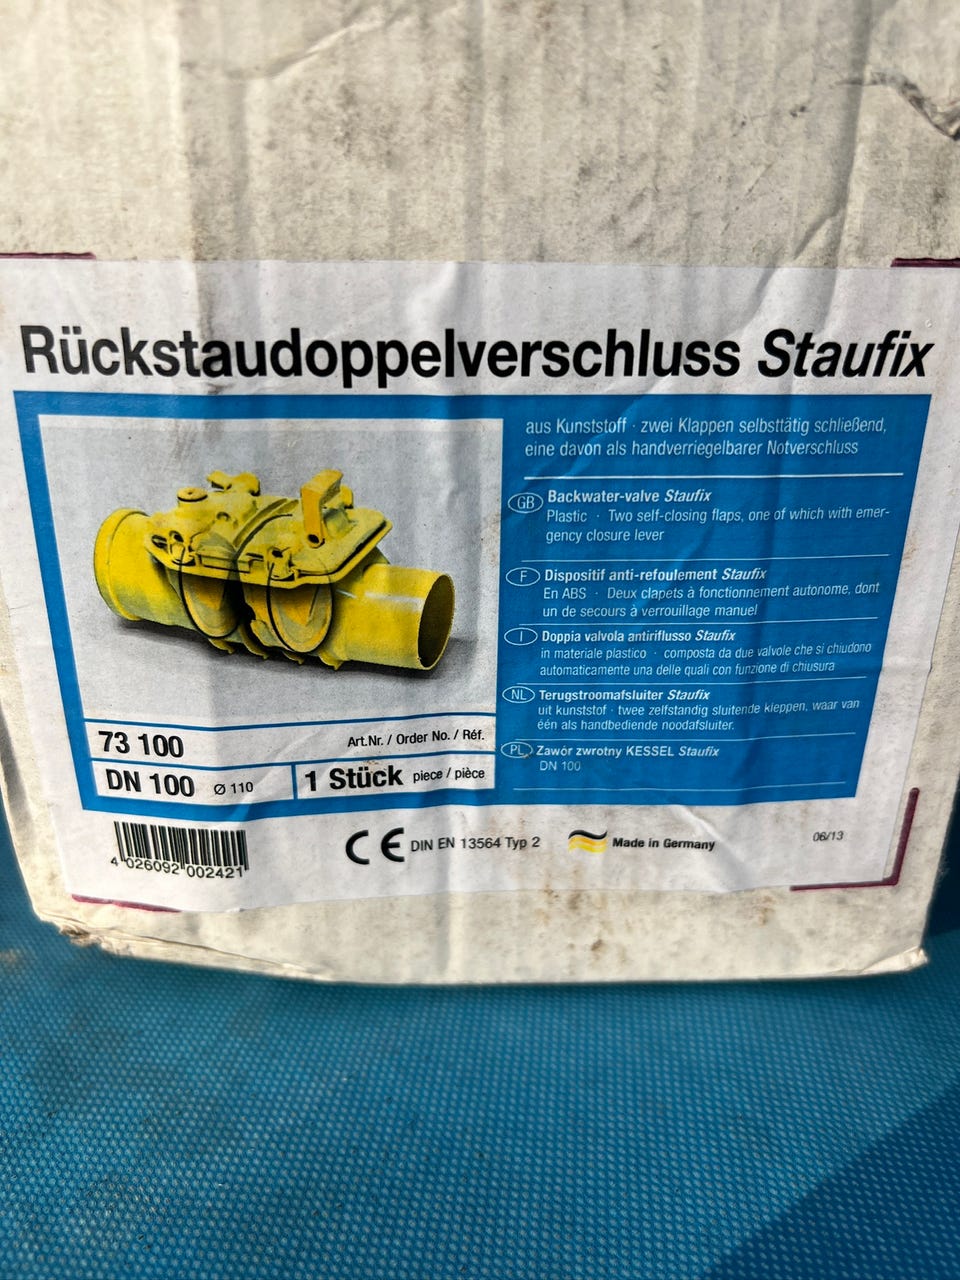 Rückstaudoppelverschluss Staufix
aus Kunststoff · zwei Klappen selbsttätig schließend,
eine davon als handverriegelbarer Notverschluss
GB Backwater-valve Staufix
Plastic · Two self-closing flaps, one of which with emer-
gency closure lever
F Dispositif anti-refoulement Staufix
En ABS · Deux clapets à fonctionnement autonome, dont
un de secours à verrouillage manuel
I Doppia valvola antiriflusso Staufix
in materiale plastico · composta da due valvole che si chiudono
automaticamente una delle quali con funzione di chiusura
NL Terugstroomafsluiter Staufix
uit kunststof · twee zelfstandig sluitende kleppen, waar van
één als handbediende noodafsluiter.
PL Zawór zwrotny KESSEL Staufix
DN 100
73 100 Art.Nr. / Order No. / Réf.
DN 100 Ø 110 1 Stück piece / pièce
4 026092 002421
CE DIN EN 13564 Typ 2
Made in Germany
06/13